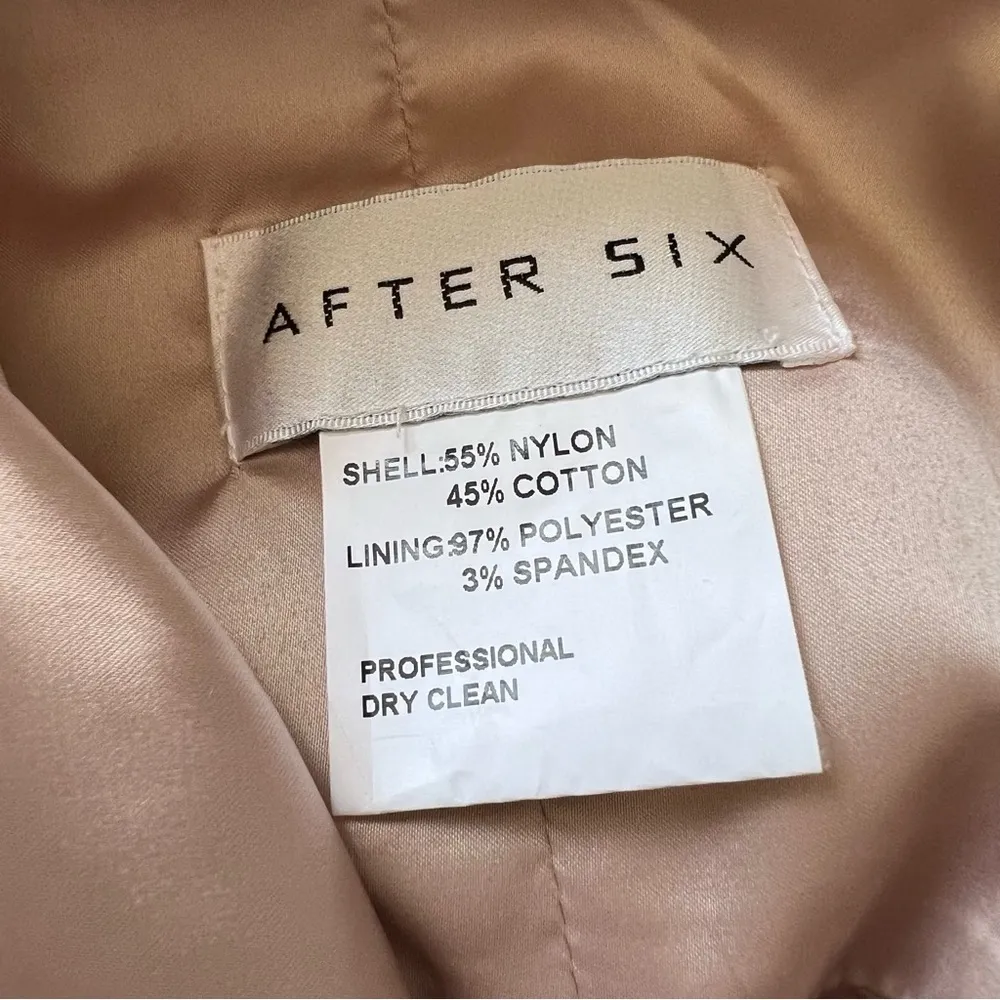 AFTER SIX
SHELL:55% NYLON
45% COTTON
LINING:97% POLYESTER
3% SPANDEX
PROFESSIONAL
DRY CLEAN